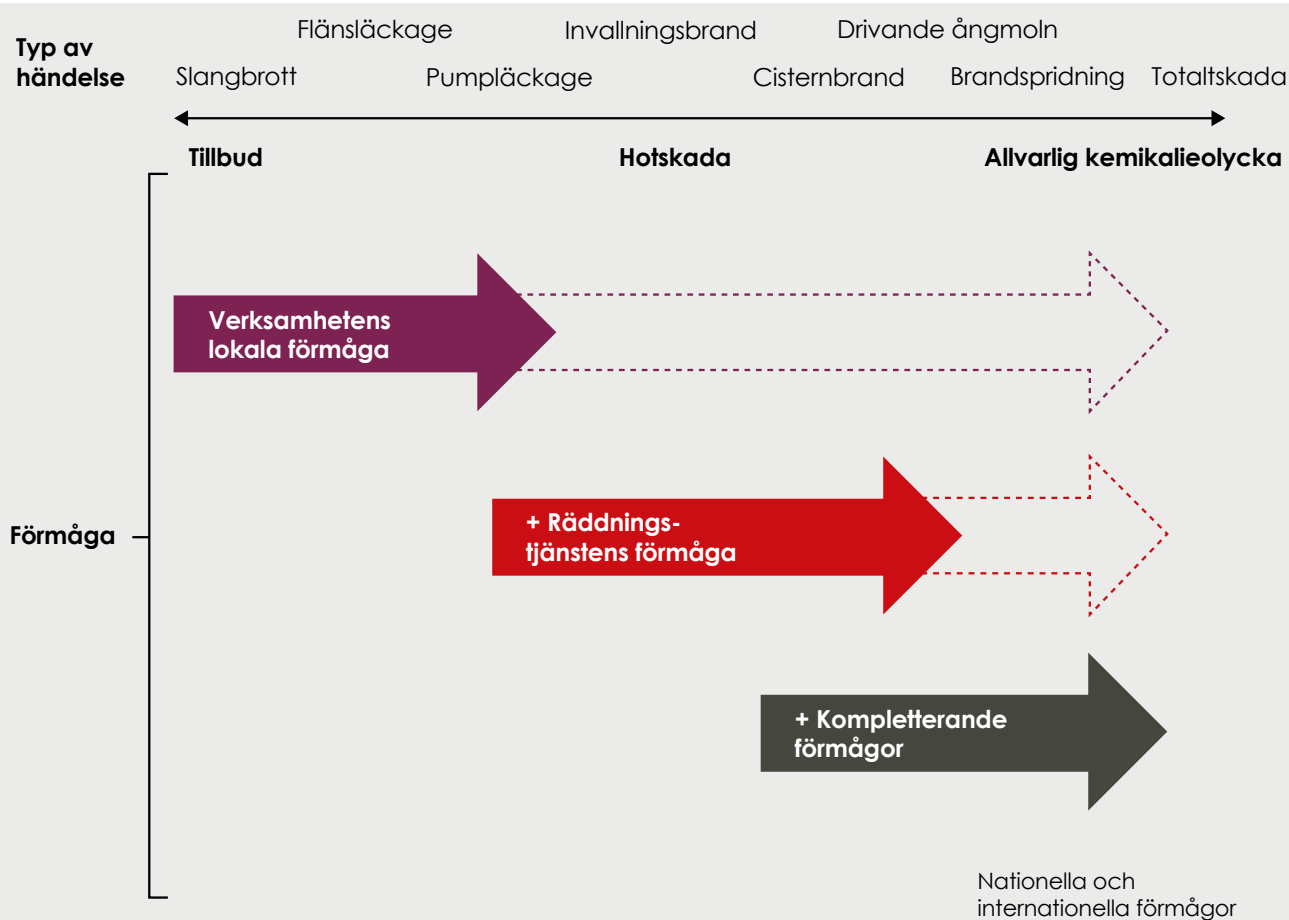 Typ av
händelse
Flänsläckage
Invallningsbrand
Drivande ångmoln
Slangbrott
Pumpläckage
Cisternbrand
Brandspridning
Totaltskada
Tillbud
Hotskada
Allvarlig kemikalieolycka
Verksamhetens
lokala förmåga
Förmåga
+ Räddnings-
tjänstens förmåga
+ Kompletterande
förmågor
Nationella och
internationella förmågor